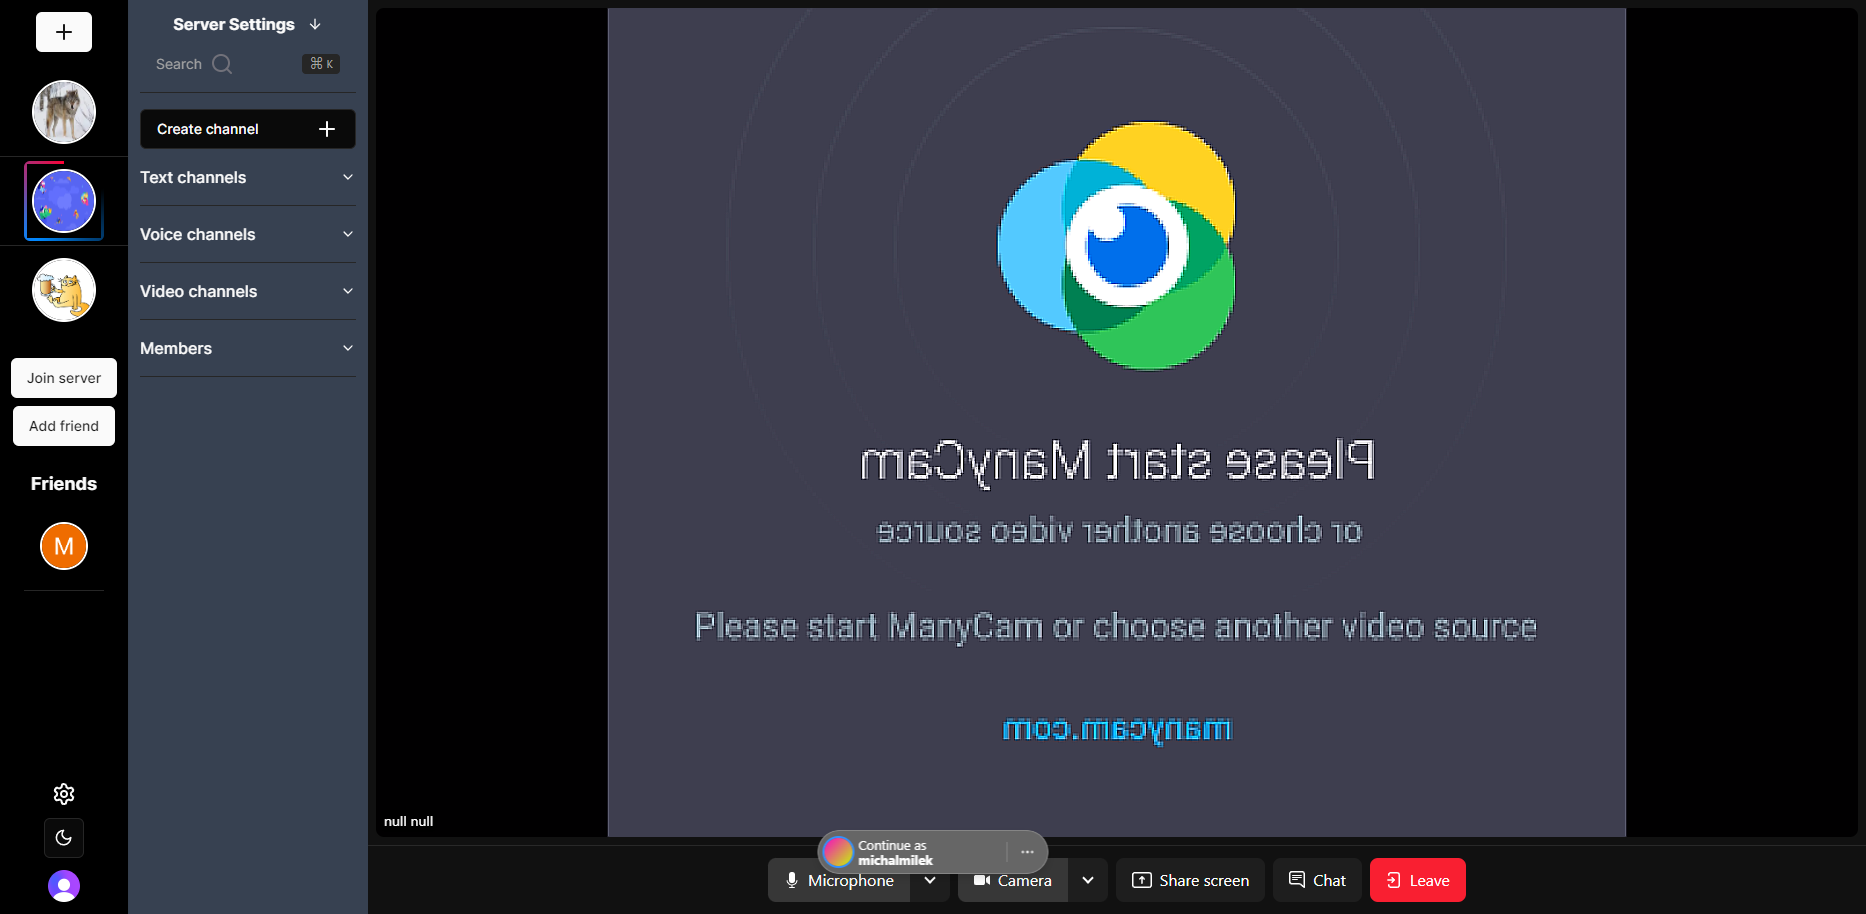 Server Settings
Search
⌘ K
Create channel
Text channels
Voice channels
Video channels
Members
Join server
Add friend
Friends
M
Please start ManyCam
or choose another video source
Please start ManyCam or choose another video source
manycam.com
null null
Continue as
michalmilek
Microphone
Camera
Share screen
Chat
Leave